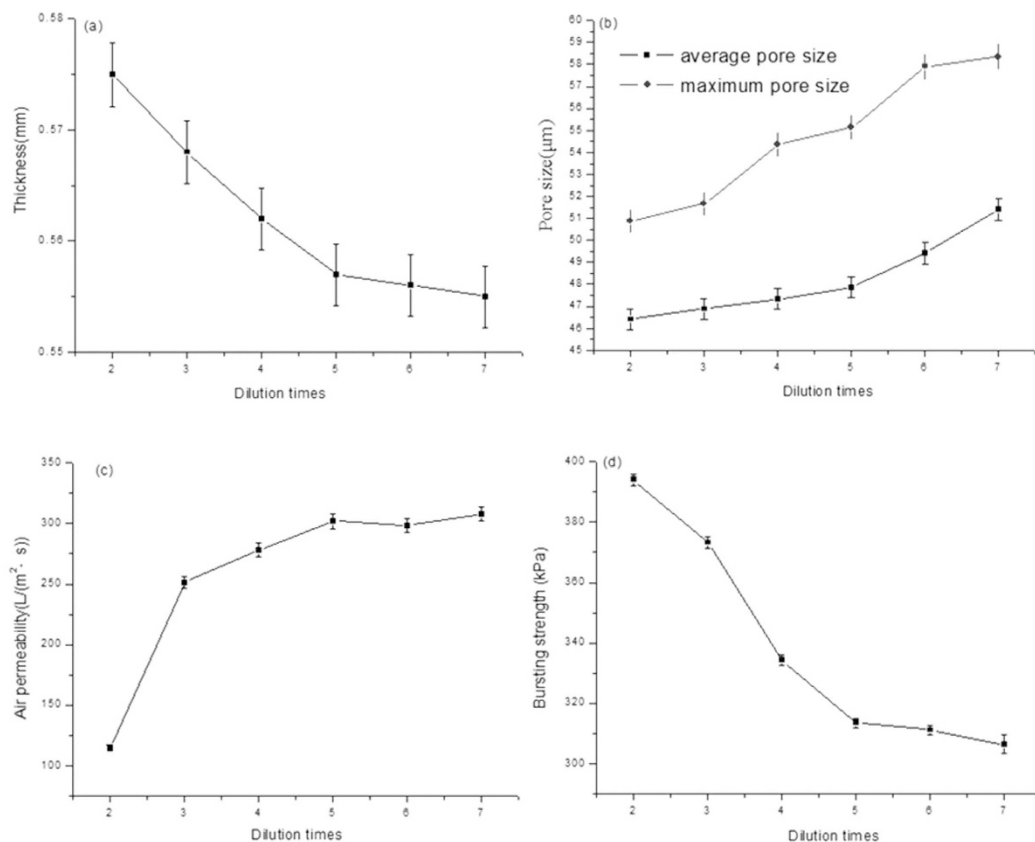 (a)
0.58
0.57
0.56
0.55
Thickness(mm)
2 3 4 5 6 7
Dilution times
(b)
average pore size
maximum pore size
60
59
58
57
56
55
54
53
52
51
50
49
48
47
46
45
Pore size(μm)
2 3 4 5 6 7
Dilution times
(c)
350
300
250
200
150
100
Air permeability(L/(m²· s))
2 3 4 5 6 7
Dilution times
(d)
400
380
360
340
320
300
Bursting strength (kPa)
2 3 4 5 6 7
Dilution times